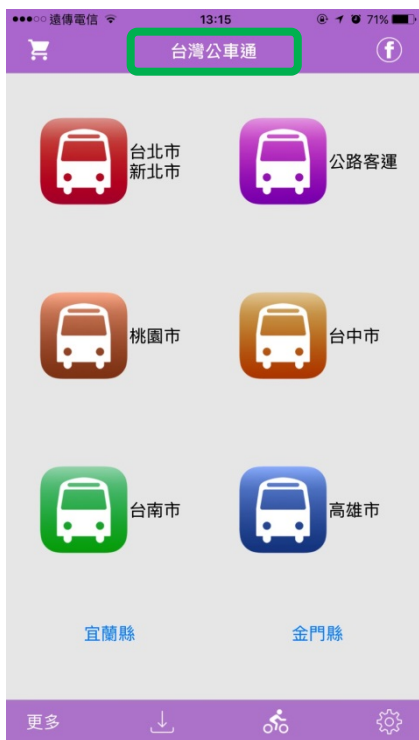 遠傳電信 13:15 71%
台灣公車通
台北市
新北市
公路客運
桃園市
台中市
台南市
高雄市
宜蘭縣
金門縣
更多